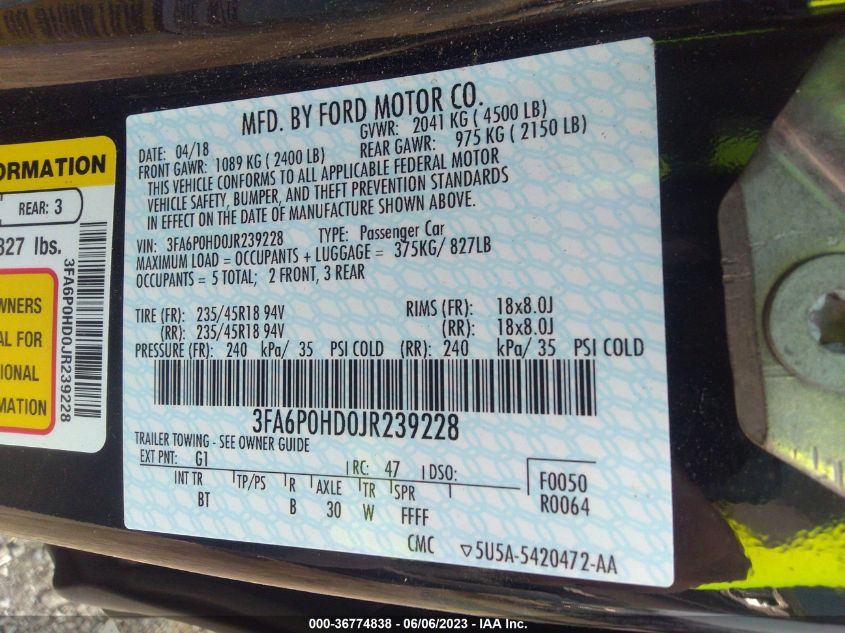 ORMATION
REAR: 3
327 lbs.
WNERS
AL FOR
IONAL
MATION
3FA6P0HD0JR239228
MFD. BY FORD MOTOR CO.
DATE: 04/18 GVWR: 2041 KG ( 4500 LB)
FRONT GAWR: 1089 KG ( 2400 LB) REAR GAWR: 975 KG ( 2150 LB)
THIS VEHICLE CONFORMS TO ALL APPLICABLE FEDERAL MOTOR
VEHICLE SAFETY, BUMPER, AND THEFT PREVENTION STANDARDS
IN EFFECT ON THE DATE OF MANUFACTURE SHOWN ABOVE.
VIN: 3FA6P0HD0JR239228 TYPE: Passenger Car
MAXIMUM LOAD = OCCUPANTS + LUGGAGE = 375KG/ 827LB
OCCUPANTS = 5 TOTAL; 2 FRONT, 3 REAR
TIRE (FR): 235/45R18 94V RIMS (FR): 18x8.0J
(RR): 235/45R18 94V (RR): 18x8.0J
PRESSURE (FR): 240 kPa/ 35 PSI COLD (RR): 240 kPa/ 35 PSI COLD
3FA6P0HD0JR239228
TRAILER TOWING - SEE OWNER GUIDE
EXT PNT: G1 RC: 47 DSO:
INT TR TP/PS R AXLE TR SPR
BT B 30 W FFFF
F0050
R0064
CMC ▽5U5A-5420472-AA
000-36774838 - 06/06/2023 - IAA Inc.